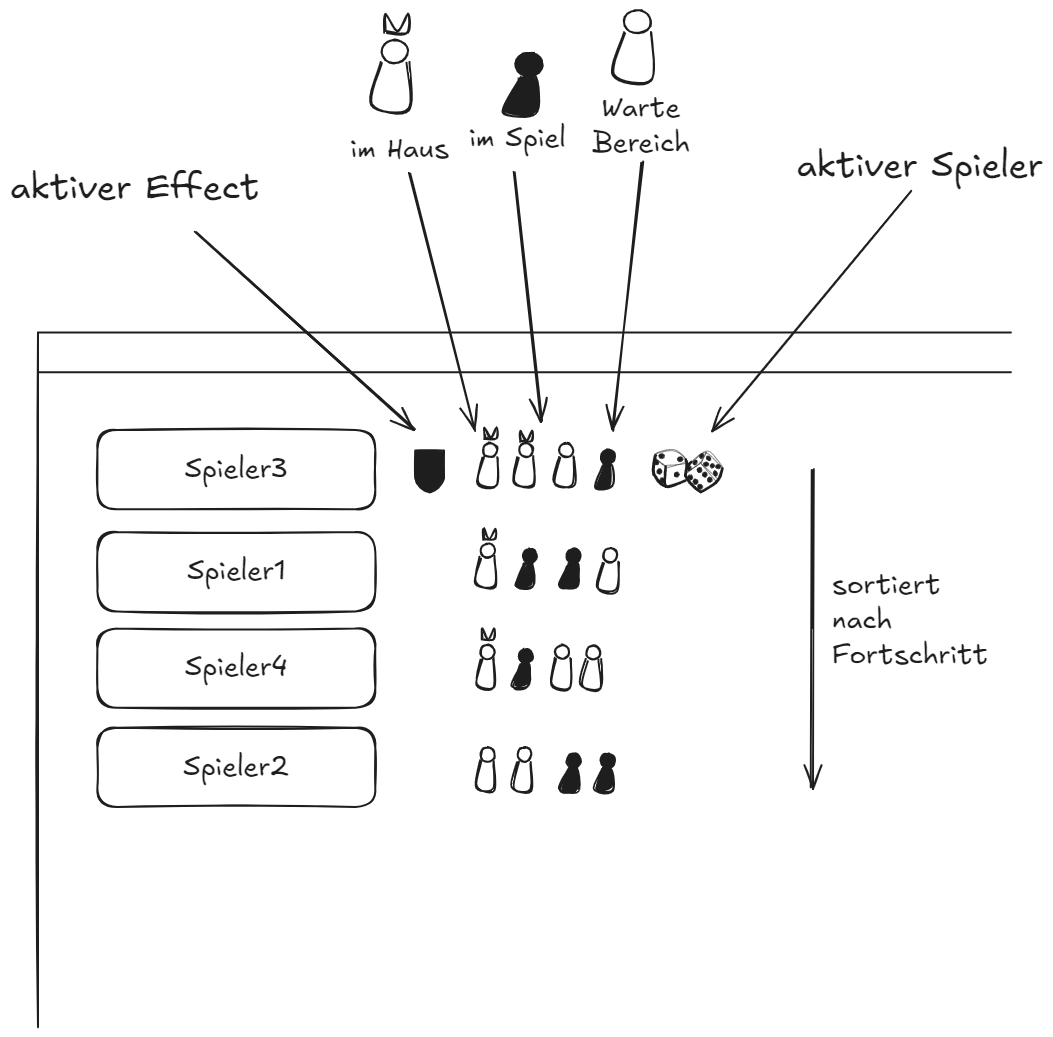 im Haus
im Spiel
Warte
Bereich
aktiver Effect
aktiver Spieler
Spieler3
Spieler1
Spieler4
Spieler2
sortiert
nach
Fortschritt